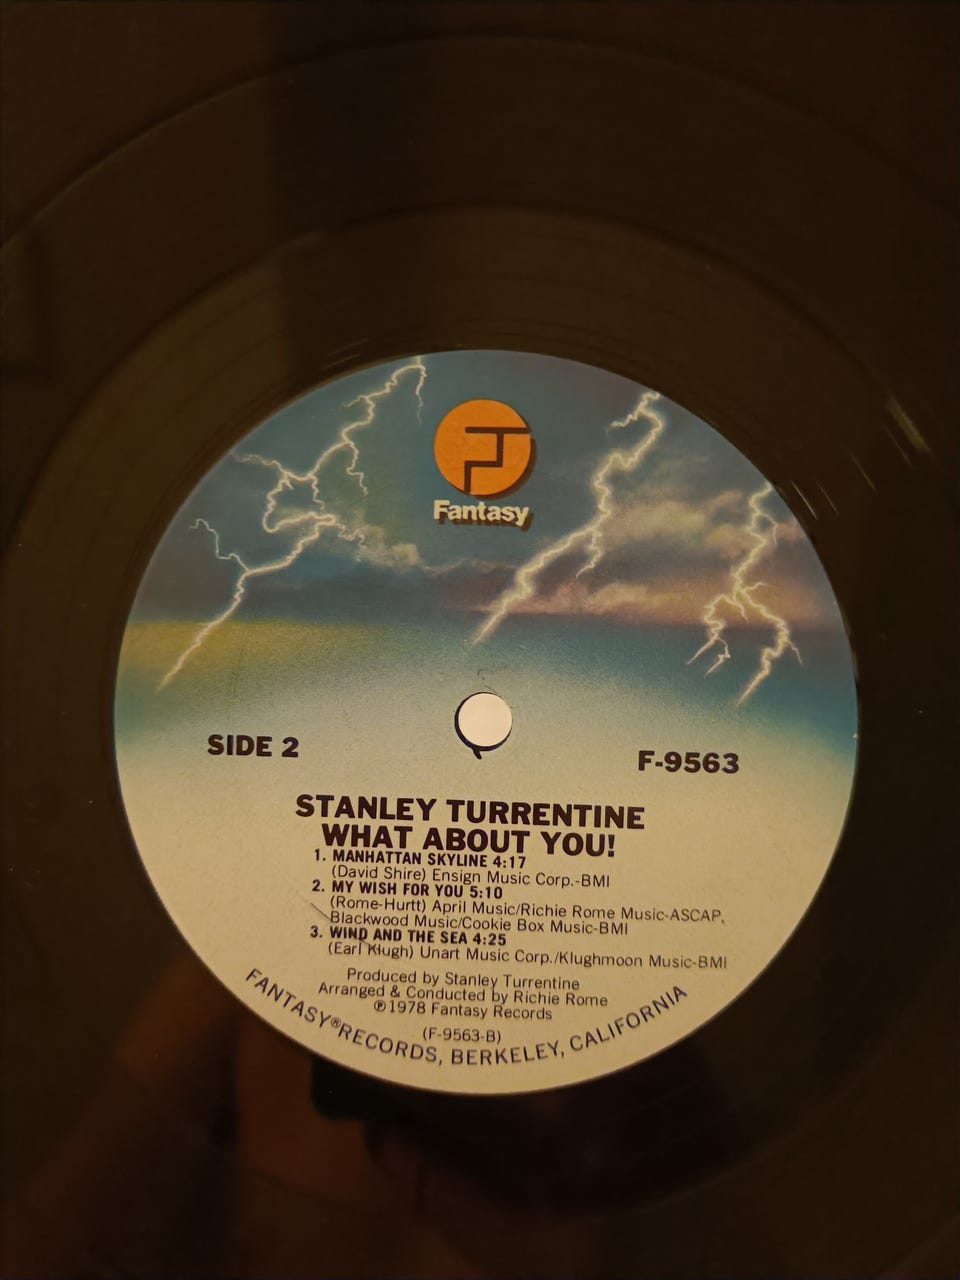 Fantasy
SIDE 2
F-9563
STANLEY TURRENTINE
WHAT ABOUT YOU!
1. MANHATTAN SKYLINE 4:17
(David Shire) Ensign Music Corp.-BMI
2. MY WISH FOR YOU 5:10
(Rome-Hurtt) April Music/Richie Rome Music-ASCAP,
Blackwood Music/Cookie Box Music-BMI
3. WIND AND THE SEA 4:25
(Earl Klugh) Unart Music Corp./Klughmoon Music-BMI
Produced by Stanley Turrentine
Arranged & Conducted by Richie Rome
℗1978 Fantasy Records
(F-9563-B)
FANTASY® RECORDS, BERKELEY, CALIFORNIA